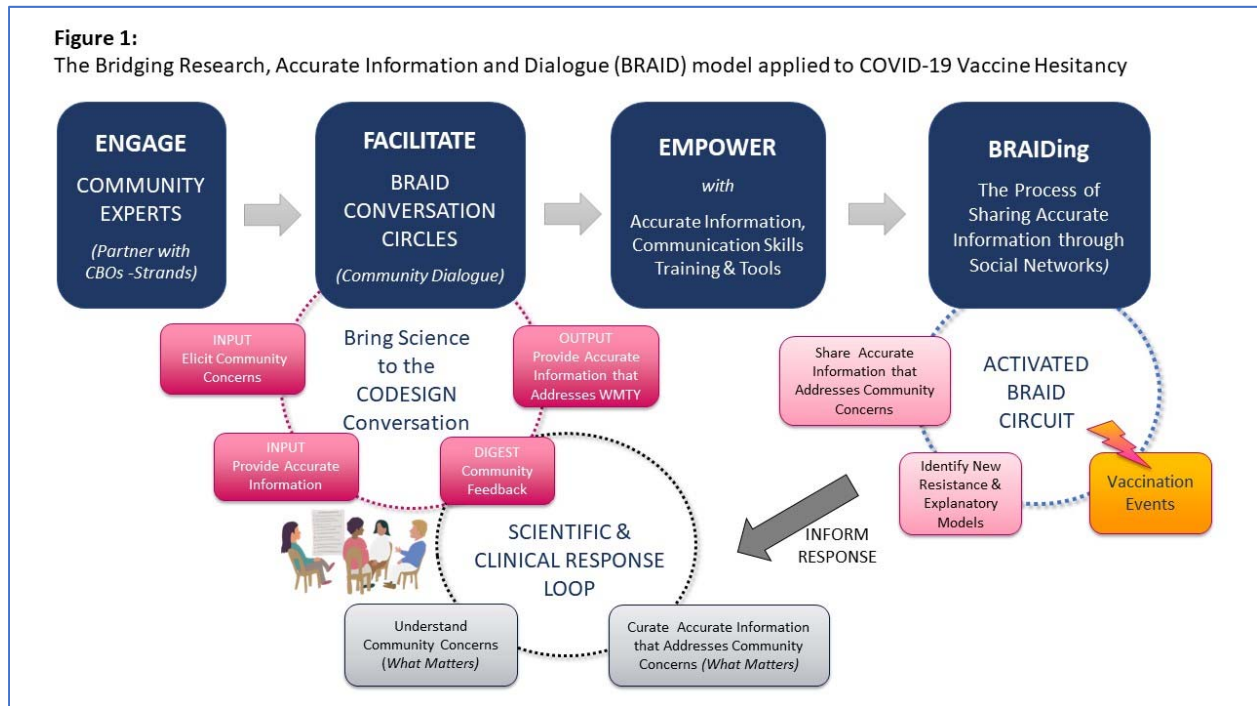 Figure 1:
The Bridging Research, Accurate Information and Dialogue (BRAID) model applied to COVID-19 Vaccine Hesitancy
ENGAGE
COMMUNITY
EXPERTS
(Partner with
CBOs -Strands)
FACILITATE
BRAID
CONVERSATION
CIRCLES
(Community Dialogue)
EMPOWER
with
Accurate Information,
Communication Skills
Training & Tools
BRAIDing
The Process of
Sharing Accurate
Information through
Social Networks)
INPUT
Elicit Community
Concerns
Bring Science
to the
CODESIGN
Conversation
OUTPUT
Provide Accurate
Information that
Addresses WMTY
INPUT
Provide Accurate
Information
DIGEST
Community
Feedback
SCIENTIFIC &
CLINICAL RESPONSE
LOOP
Understand
Community Concerns
(What Matters)
Curate Accurate Information
that Addresses Community
Concerns (What Matters)
INFORM
RESPONSE
Share Accurate
Information that
Addresses Community
Concerns
ACTIVATED
BRAID
CIRCUIT
Identify New
Resistance &
Explanatory
Models
Vaccination
Events